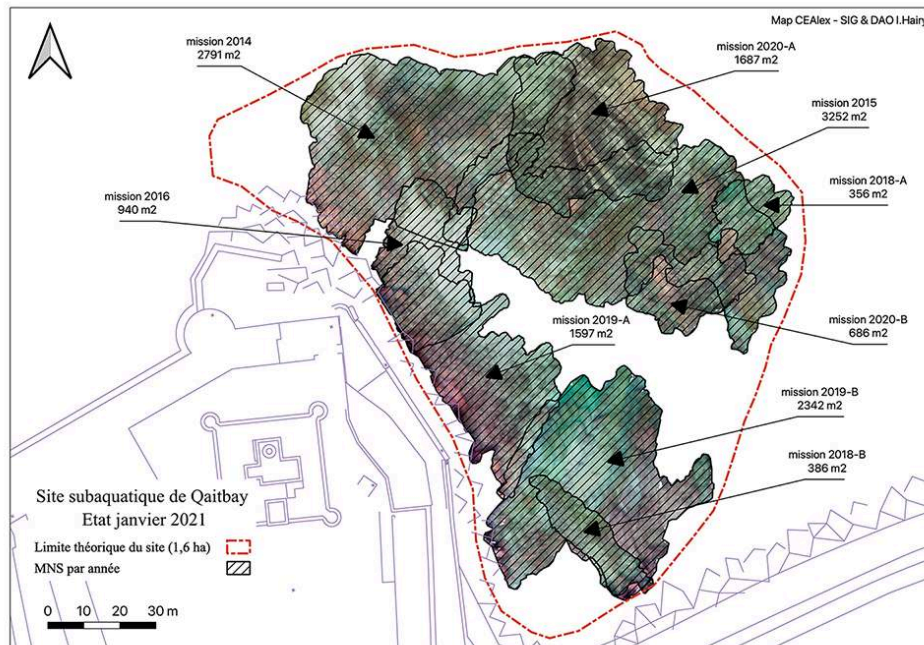 Map CEAlex - SIG & DAO I.Hairy
mission 2014
2791 m2
mission 2020-A
1687 m2
mission 2015
3252 m2
mission 2018-A
356 m2
mission 2016
940 m2
mission 2019-A
1597 m2
mission 2020-B
686 m2
mission 2019-B
2342 m2
mission 2018-B
386 m2
Site subaquatique de Qaitbay
Etat janvier 2021
Limite théorique du site (1,6 ha)
MNS par année
0 10 20 30 m